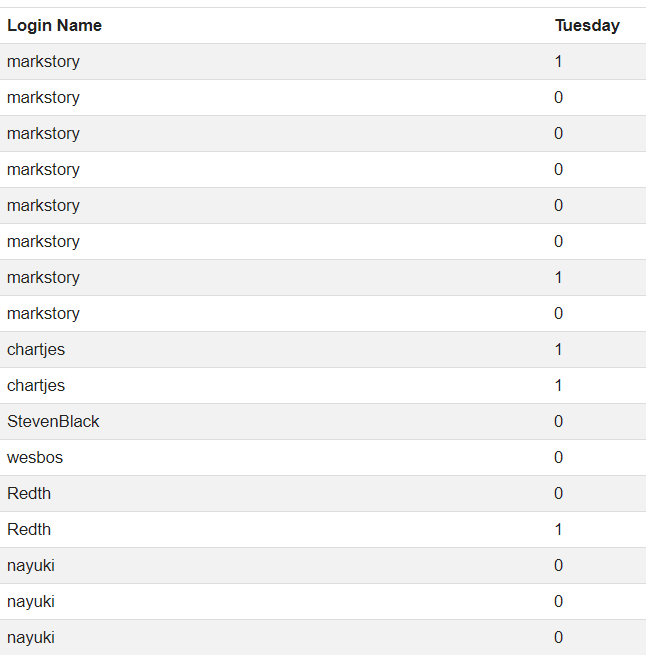 Login Name Tuesday
markstory 1
markstory 0
markstory 0
markstory 0
markstory 0
markstory 0
markstory 1
markstory 0
chartjes 1
chartjes 1
StevenBlack 0
wesbos 0
Redth 0
Redth 1
nayuki 0
nayuki 0
nayuki 0